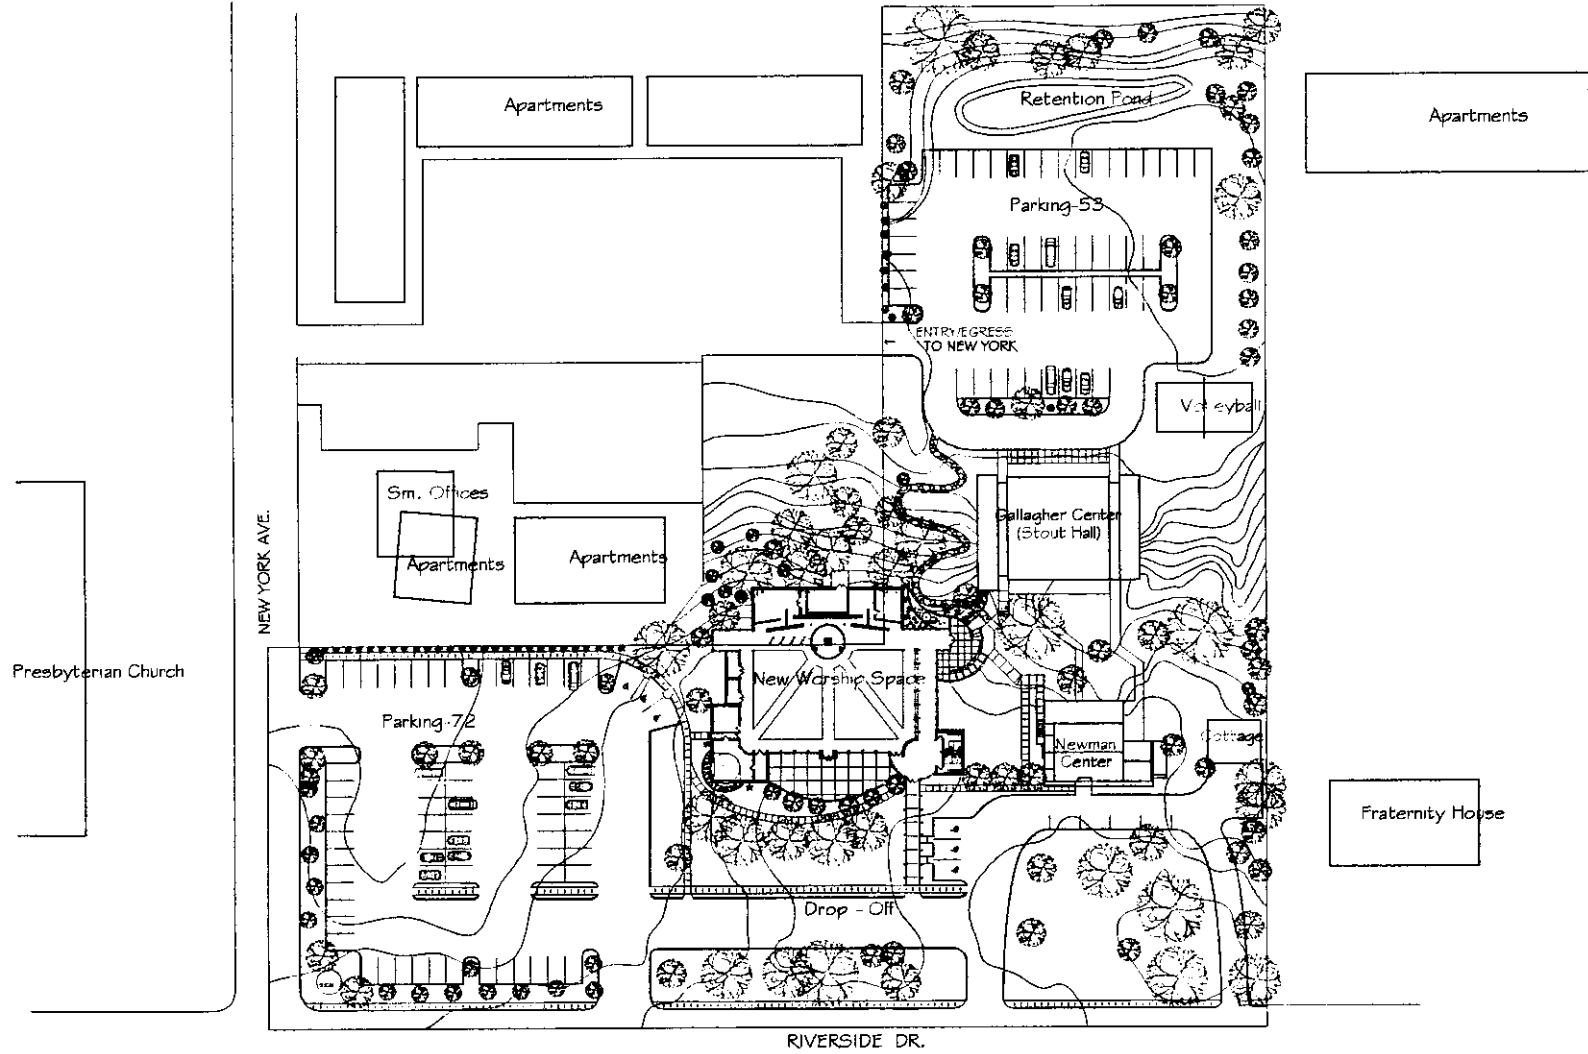 Apartments
Retention Pond
Apartments
Parking-53
ENTRY/EGRESS
TO NEW YORK
Volleyball
Sm. Offices
Gallagher Center
(Stout Hall)
Apartments
Apartments
NEW YORK AVE.
Presbyterian Church
New Worship Space
Parking-72
Newman
Center
Cottage
Fraternity House
Drop - Off
RIVERSIDE DR.